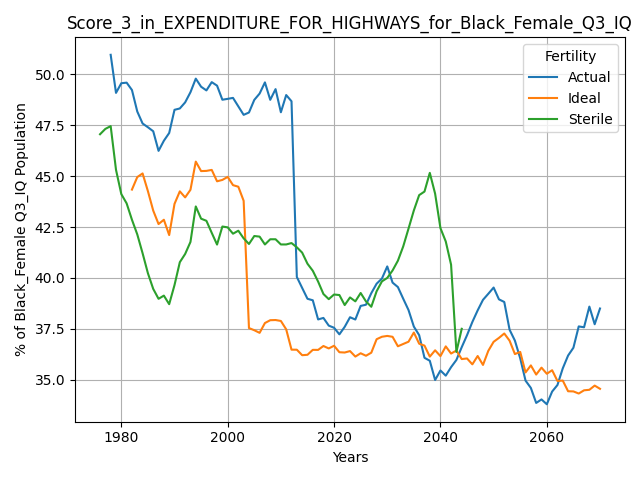 Score_3_in_EXPENDITURE_FOR_HIGHWAYS_for_Black_Female_Q3_IQ
Fertility
Actual
Ideal
Sterile
% of Black_Female Q3_IQ Population
50.0
47.5
45.0
42.5
40.0
37.5
35.0
1980 2000 2020 2040 2060
Years